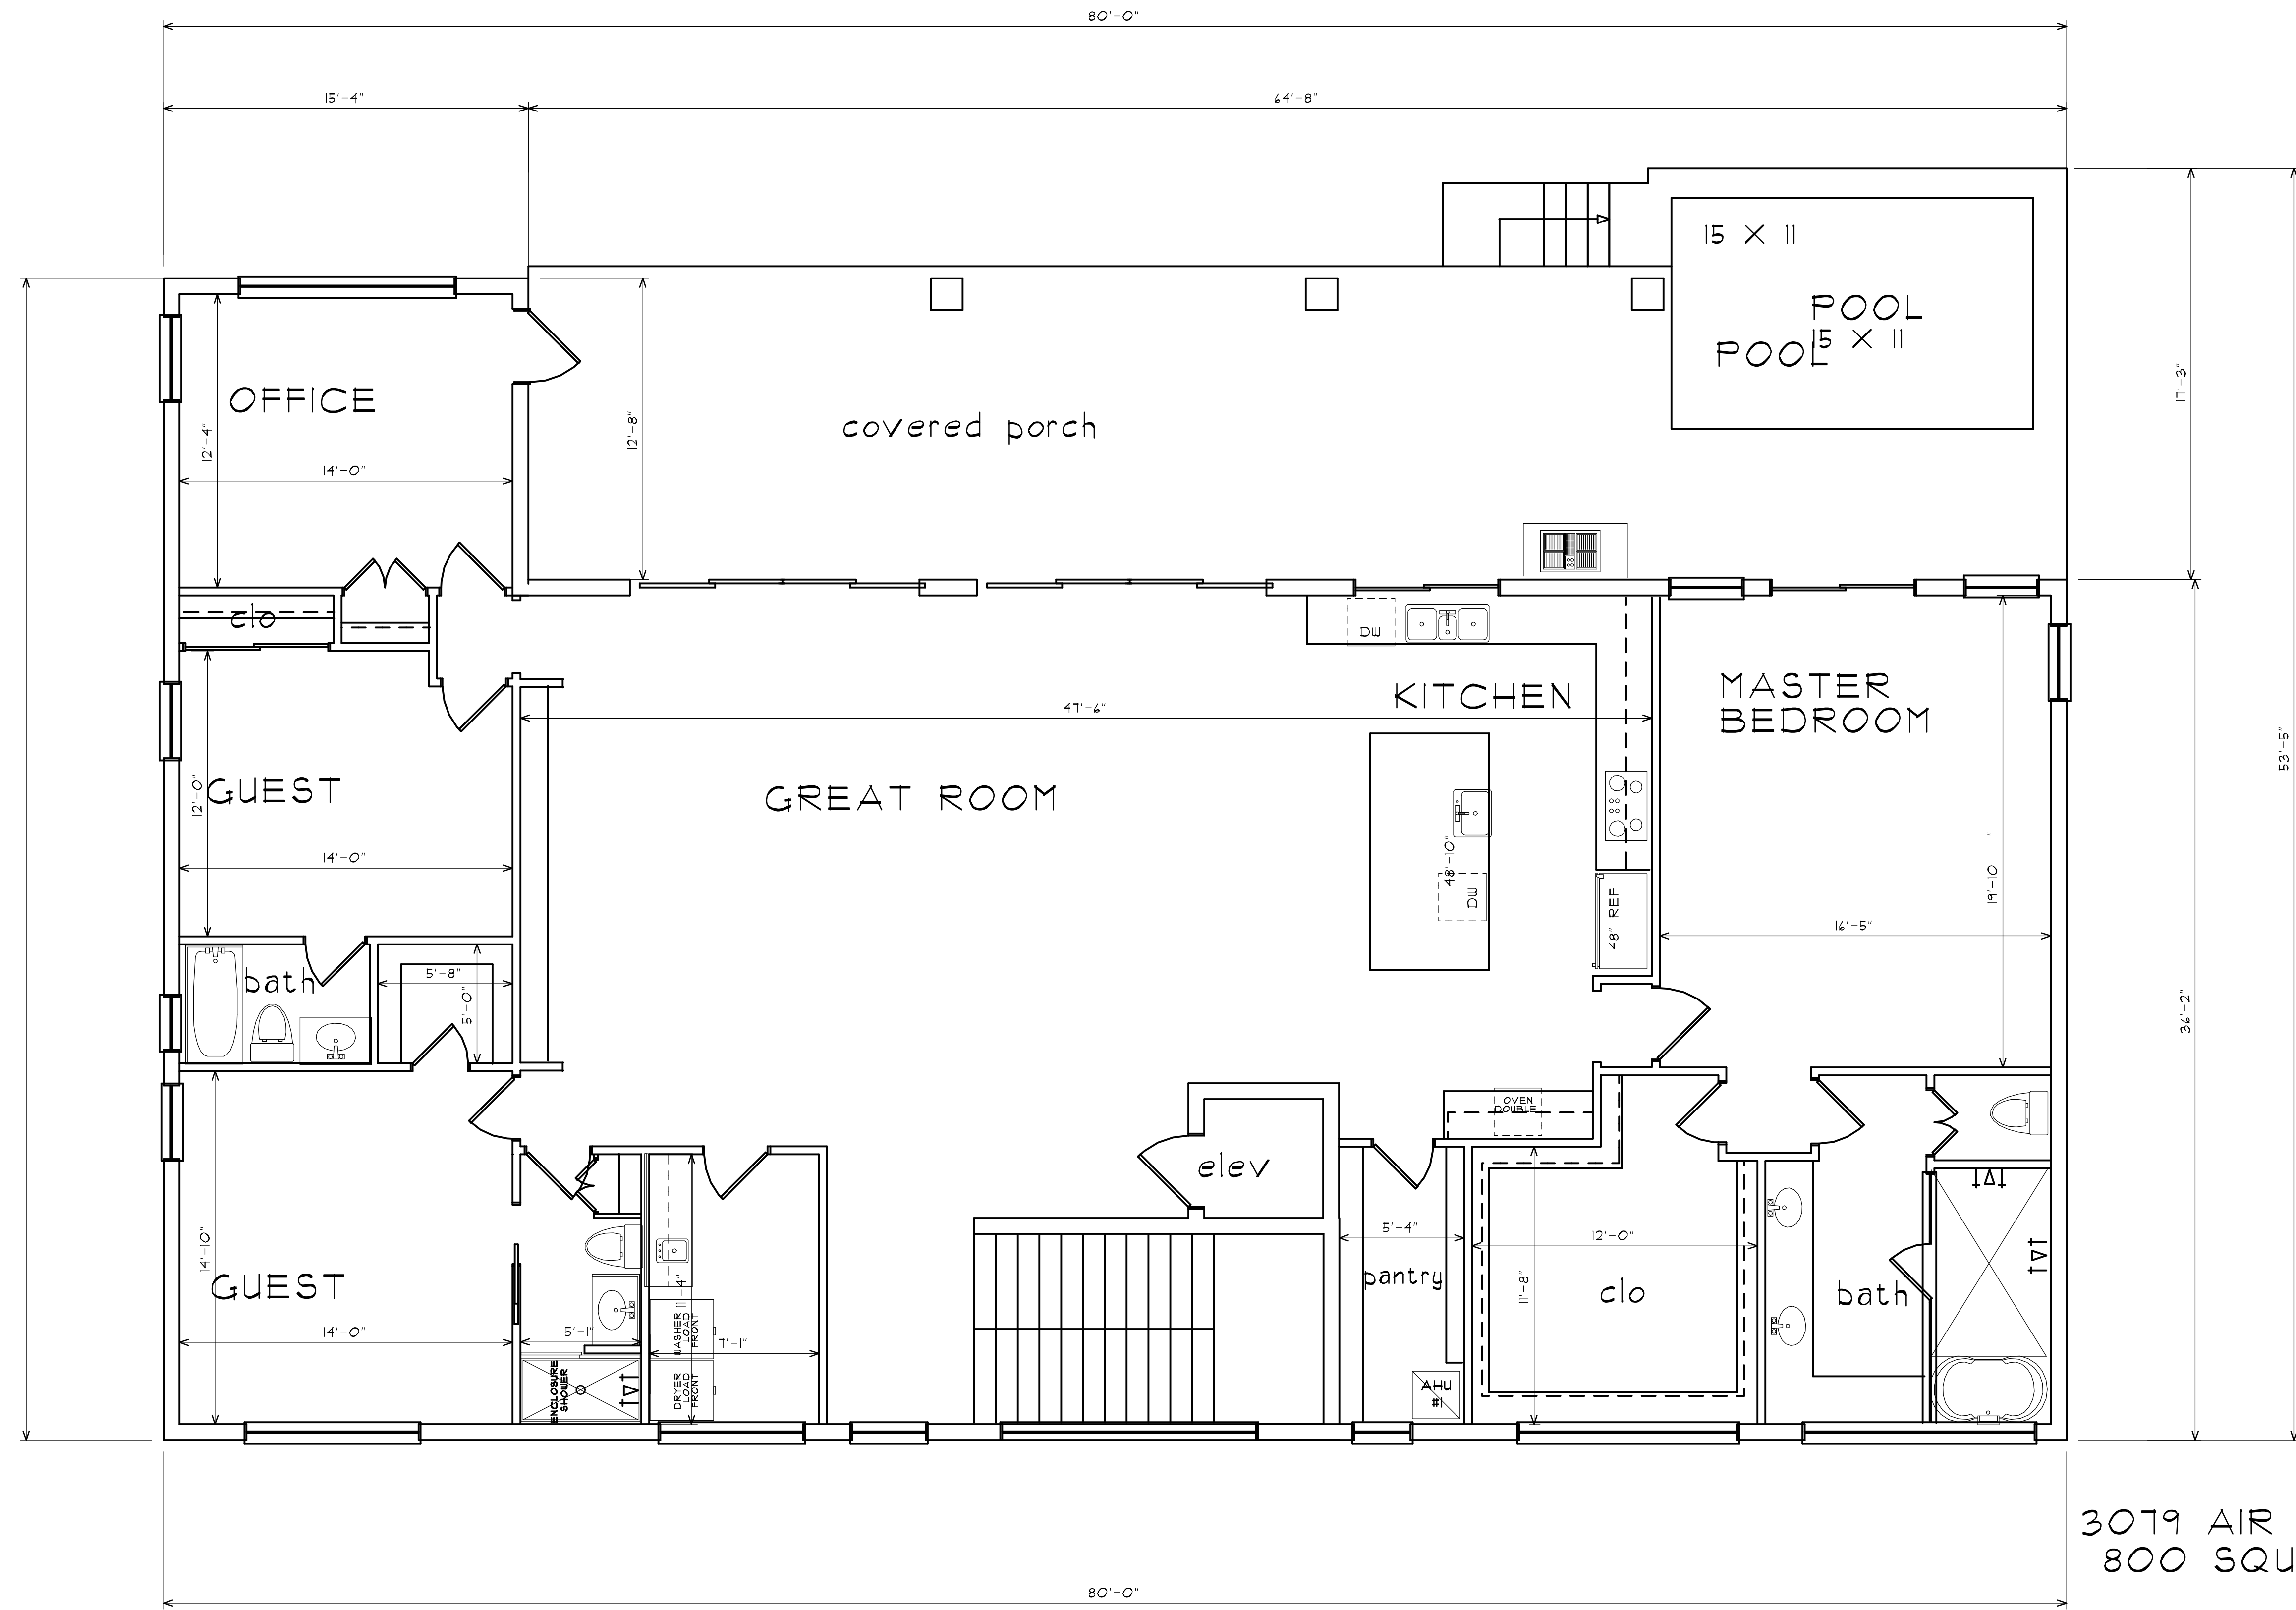 80'-0"
15'-4"
64'-8"
15 X 11
POOL
15 X 11
POOL
17'-3"
OFFICE
12'-4"
14'-0"
12'-8"
covered porch
clo
DW
KITCHEN
MASTER
BEDROOM
47'-6"
53'-5"
GUEST
12'-0"
14'-0"
GREAT ROOM
48'-10"
DW
48" REF
19'-10 "
16'-5"
bath
5'-8"
5'-0"
36'-2"
OVEN
DOUBLE
elev
GUEST
14'-10"
14'-0"
5'-1"
ENCLOSURE
SHOWER
11'-4"
WASHER
LOAD
FRONT
7'-1"
DRYER
LOAD
FRONT
5'-4"
pantry
AHU
#1
12'-0"
11'-8"
clo
bath
3079 AIR
800 SQU
80'-0"